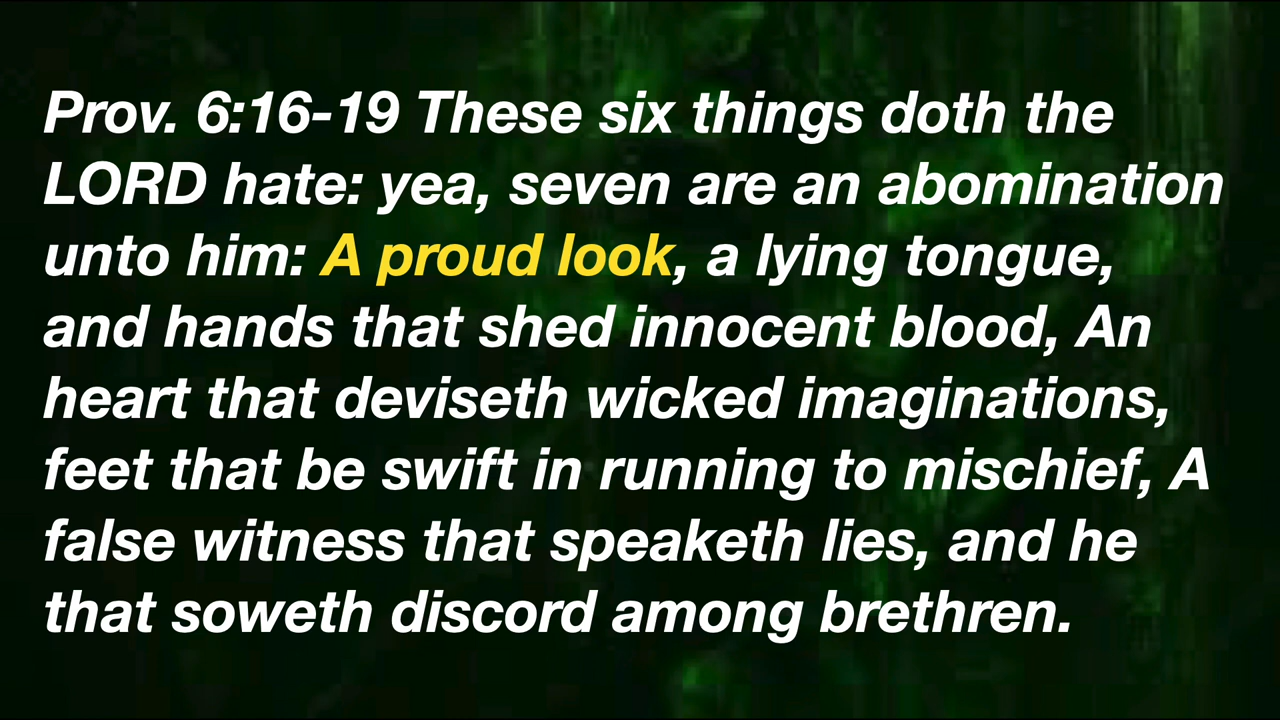 Prov. 6:16-19 These six things doth the
LORD hate: yea, seven are an abomination
unto him: A proud look, a lying tongue,
and hands that shed innocent blood, An
heart that deviseth wicked imaginations,
feet that be swift in running to mischief, A
false witness that speaketh lies, and he
that soweth discord among brethren.